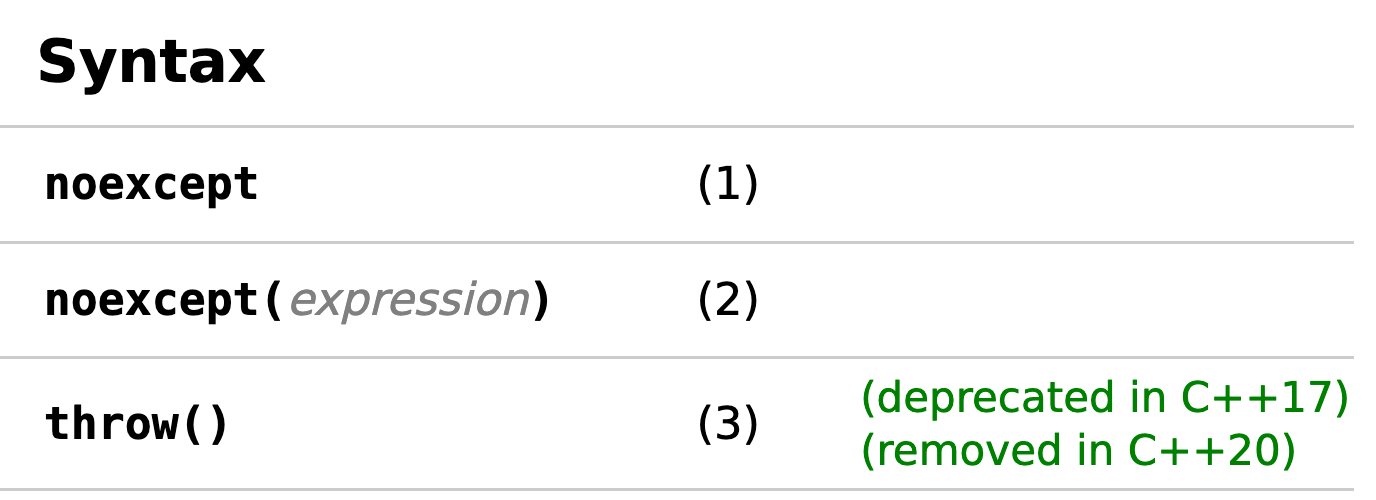 Syntax
noexcept (1)
noexcept(expression) (2)
throw() (3) (deprecated in C++17)
(removed in C++20)